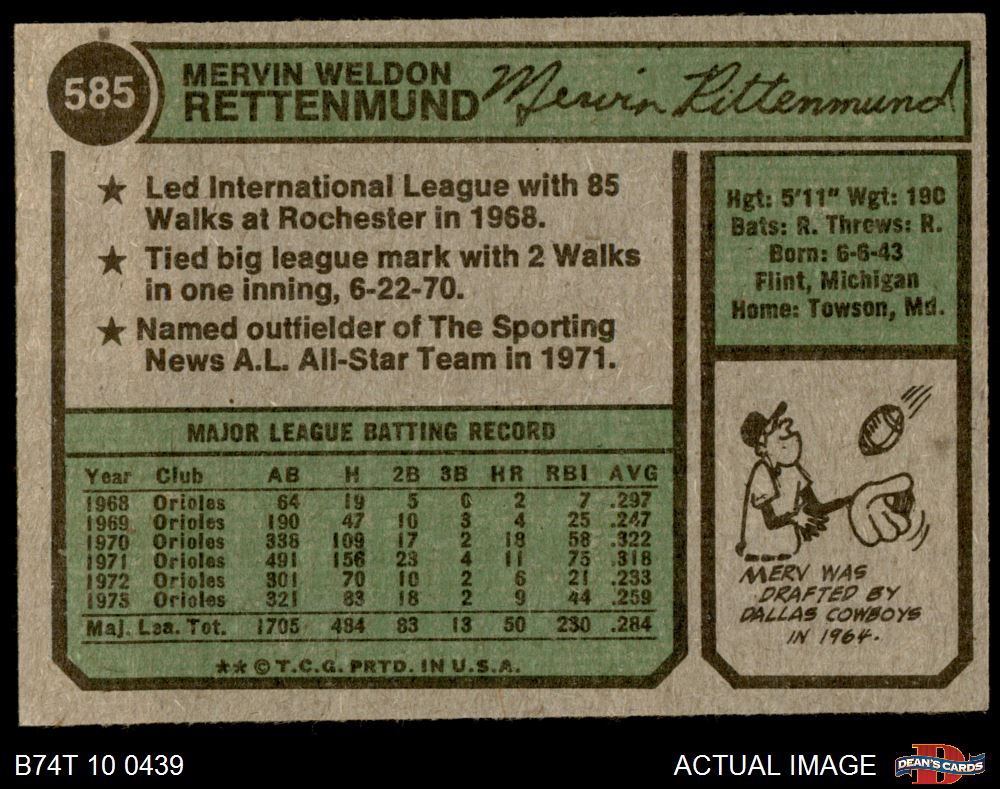 585
MERVIN WELDON
RETTENMUND
Mervin Rettenmund
★ Led International League with 85
Walks at Rochester in 1968.
★ Tied big league mark with 2 Walks
in one inning, 6-22-70.
★ Named outfielder of The Sporting
News A.L. All-Star Team in 1971.
Hgt: 5'11" Wgt: 190
Bats: R. Throws: R.
Born: 6-6-43
Flint, Michigan
Home: Towson, Md.
MAJOR LEAGUE BATTING RECORD
Year Club AB H 2B 3B HR RBI AVG
1968 Orioles 64 19 5 0 2 7 .297
1969 Orioles 190 47 10 3 4 25 .247
1970 Orioles 338 109 17 2 18 58 .322
1971 Orioles 491 156 23 4 11 75 .318
1972 Orioles 301 70 10 2 6 21 .233
1973 Orioles 321 83 18 2 9 44 .259
Maj. Lea. Tot. 1705 484 83 13 50 230 .284
★★ © T.C.G. PRTD. IN U.S.A.
MERV WAS
DRAFTED BY
DALLAS COWBOYS
IN 1964.
B74T 10 0439
ACTUAL IMAGE
D
DEAN'S CARDS